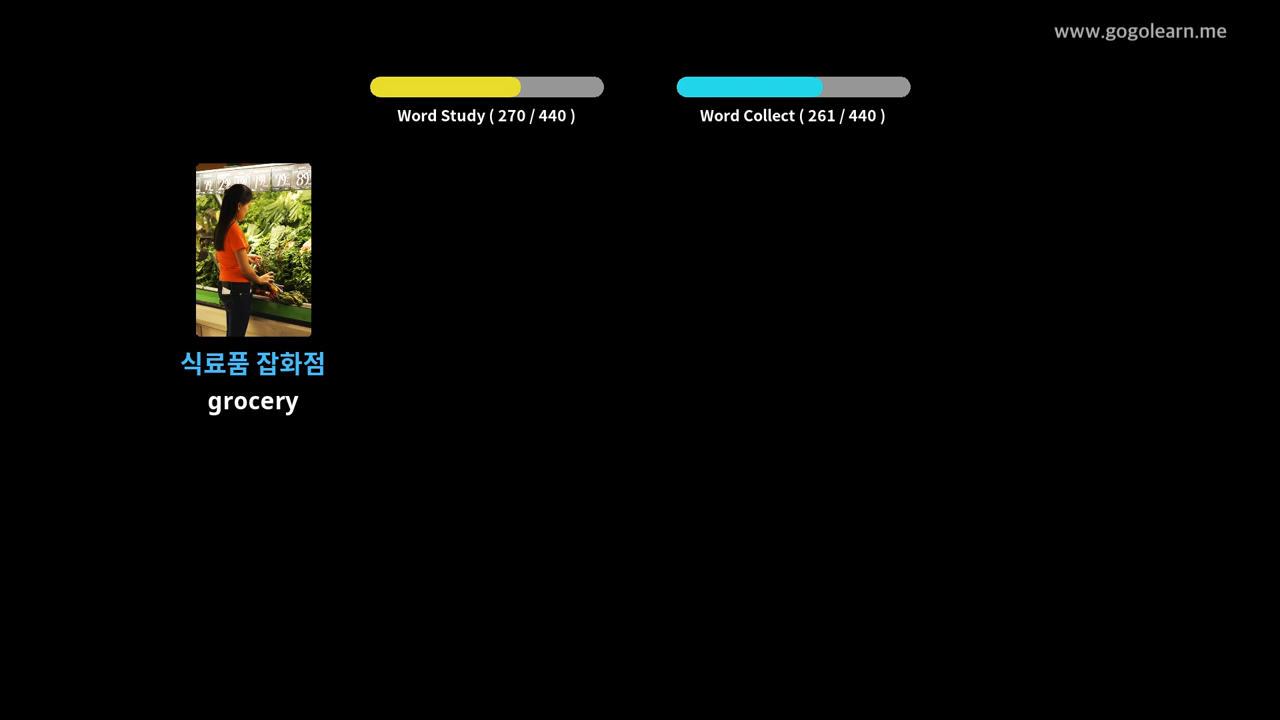 www.gogolearn.me
Word Study ( 270 / 440 )
Word Collect ( 261 / 440 )
식료품 잡화점
grocery